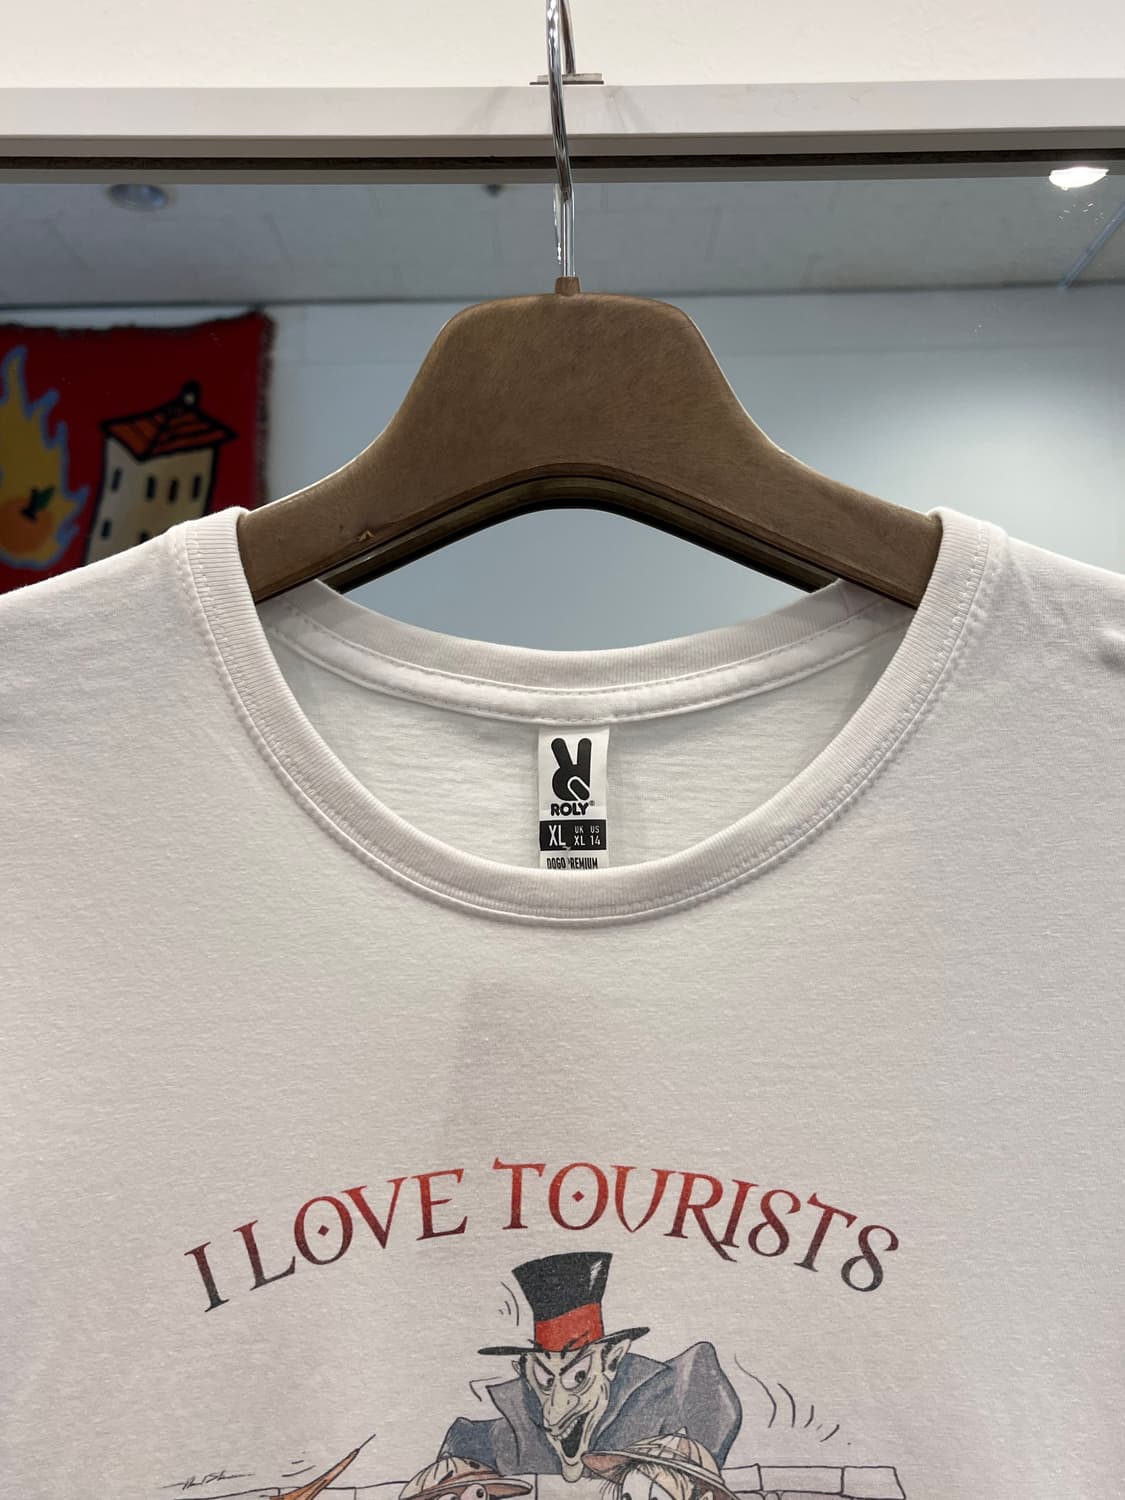 ROLY®
XL UK XL US 14
DOGO PREMIUM
I LOVE TOURISTS